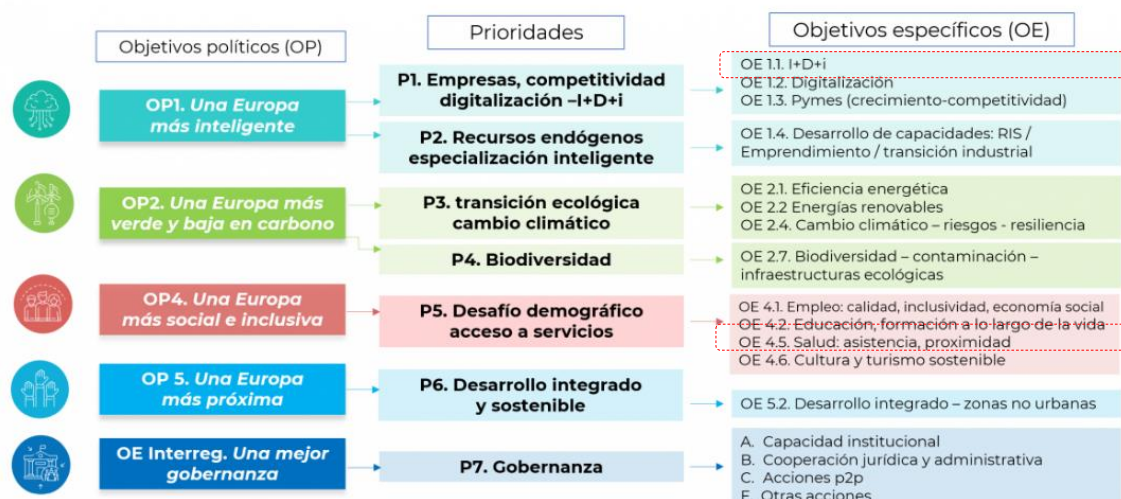 Objetivos políticos (OP)
Prioridades
Objetivos específicos (OE)
OP1. Una Europa
más inteligente
P1. Empresas, competitividad
digitalización –I+D+i
OE 1.1. I+D+i
OE 1.2. Digitalización
OE 1.3. Pymes (crecimiento-competitividad)
P2. Recursos endógenos
especialización inteligente
OE 1.4. Desarrollo de capacidades: RIS /
Emprendimiento / transición industrial
OP2. Una Europa más
verde y baja en carbono
P3. transición ecológica
cambio climático
OE 2.1. Eficiencia energética
OE 2.2 Energías renovables
OE 2.4. Cambio climático – riesgos - resiliencia
P4. Biodiversidad
OE 2.7. Biodiversidad – contaminación –
infraestructuras ecológicas
OP4. Una Europa
más social e inclusiva
P5. Desafío demográfico
acceso a servicios
OE 4.1. Empleo: calidad, inclusividad, economía social
OE 4.2. Educación, formación a lo largo de la vida
OE 4.5. Salud: asistencia, proximidad
OE 4.6. Cultura y turismo sostenible
OP 5. Una Europa
más próxima
P6. Desarrollo integrado
y sostenible
OE 5.2. Desarrollo integrado – zonas no urbanas
OE Interreg. Una mejor
gobernanza
P7. Gobernanza
A. Capacidad institucional
B. Cooperación jurídica y administrativa
C. Acciones p2p
F. Otras acciones